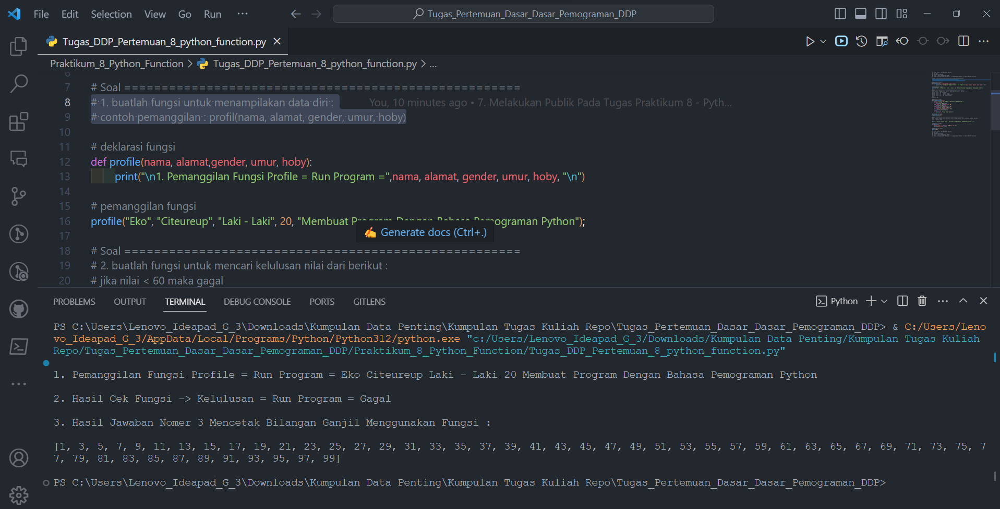 File Edit Selection View Go Run ···
Tugas_Pertemuan_Dasar_Dasar_Pemograman_DDP
Tugas_DDP_Pertemuan_8_python_function.py
Praktikum_8_Python_Function > Tugas_DDP_Pertemuan_8_python_function.py > ...
6
7 # Soal =====================================================
8 # 1. buatlah fungsi untuk menampilakan data diri : You, 10 minutes ago • 7. Melakukan Publik Pada Tugas Praktikum 8 - Pyth...
9 # contoh pemanggilan : profil(nama, alamat, gender, umur, hoby)
10
11 # deklarasi fungsi
12 def profile(nama, alamat,gender, umur, hoby):
13 print("\n1. Pemanggilan Fungsi Profile = Run Program =",nama, alamat, gender, umur, hoby, "\n")
14
15 # pemanggilan fungsi
16 profile("Eko", "Citeureup", "Laki - Laki", 20, "Membuat Program Dengan Bahasa Pemograman Python");
✍️ Generate docs (Ctrl+.)
17
18 # Soal =====================================================
19 # 2. buatlah fungsi untuk mencari kelulusan nilai dari berikut :
20 # jika nilai < 60 maka gagal
PROBLEMS OUTPUT TERMINAL DEBUG CONSOLE PORTS GITLENS
Python
PS C:\Users\Lenovo_Ideapad_G_3\Downloads\Kumpulan Data Penting\Kumpulan Tugas Kuliah Repo\Tugas_Pertemuan_Dasar_Dasar_Pemograman_DDP> & C:/Users/Leno
vo_Ideapad_G_3/AppData/Local/Programs/Python/Python312/python.exe "c:/Users/Lenovo_Ideapad_G_3/Downloads/Kumpulan Data Penting/Kumpulan Tugas Kuliah
Repo/Tugas_Pertemuan_Dasar_Dasar_Pemograman_DDP/Praktikum_8_Python_Function/Tugas_DDP_Pertemuan_8_python_function.py"
1. Pemanggilan Fungsi Profile = Run Program = Eko Citeureup Laki - Laki 20 Membuat Program Dengan Bahasa Pemograman Python
2. Hasil Cek Fungsi -> Kelulusan = Run Program = Gagal
3. Hasil Jawaban Nomer 3 Mencetak Bilangan Ganjil Menggunakan Fungsi :
[1, 3, 5, 7, 9, 11, 13, 15, 17, 19, 21, 23, 25, 27, 29, 31, 33, 35, 37, 39, 41, 43, 45, 47, 49, 51, 53, 55, 57, 59, 61, 63, 65, 67, 69, 71, 73, 75, 7
7, 79, 81, 83, 85, 87, 89, 91, 93, 95, 97, 99]
PS C:\Users\Lenovo_Ideapad_G_3\Downloads\Kumpulan Data Penting\Kumpulan Tugas Kuliah Repo\Tugas_Pertemuan_Dasar_Dasar_Pemograman_DDP>